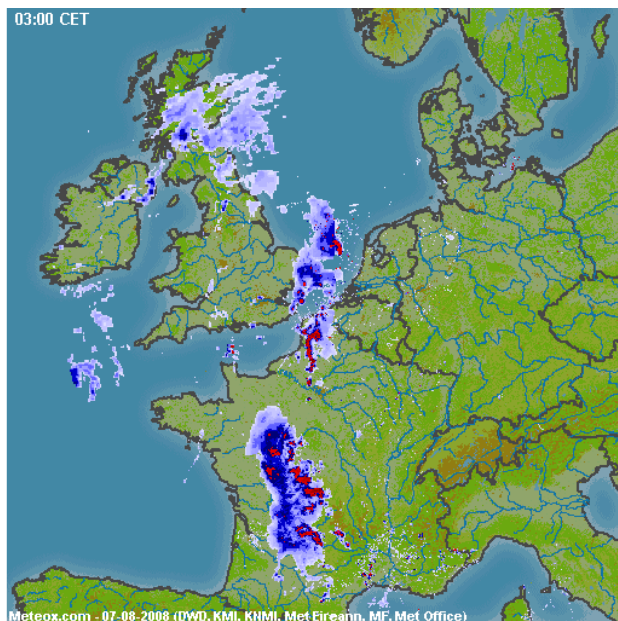 03:00 CET
Meteox.com - 07-08-2008 (DWD, KMI, KNMI, Met Eireann, MF, Met Office)